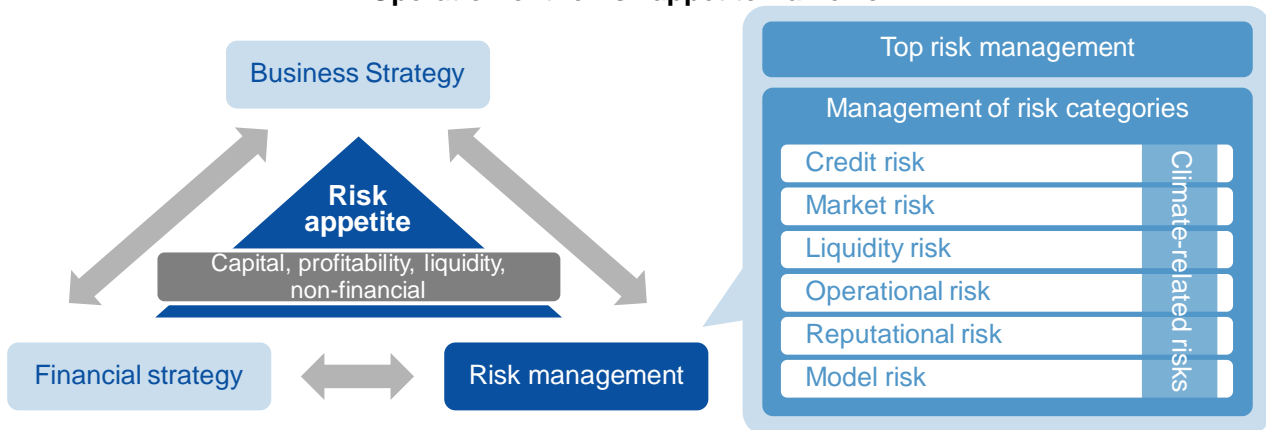 Business Strategy
Risk
appetite
Capital, profitability, liquidity,
non-financial
Financial strategy
Risk management
Top risk management
Management of risk categories
Credit risk
Market risk
Liquidity risk
Operational risk
Reputational risk
Model risk
Climate-related risks